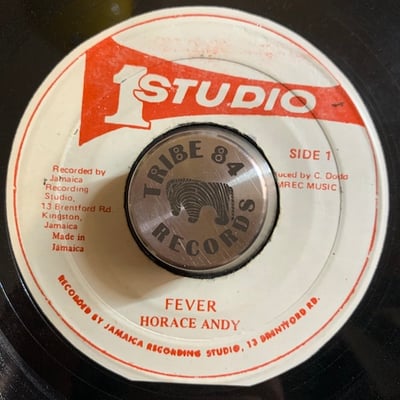 1 STUDIO
SIDE 1
Recorded by
Jamaica
Recording
Studio,
13 Brentford Rd.
Kingston,
Jamaica
Made in
Jamaica
duced by C. Dodd
MREC MUSIC
TRIBE 84
RECORDS
FEVER
HORACE ANDY
RECORDED BY JAMAICA RECORDING STUDIO, 13 BRENTFORD RD.